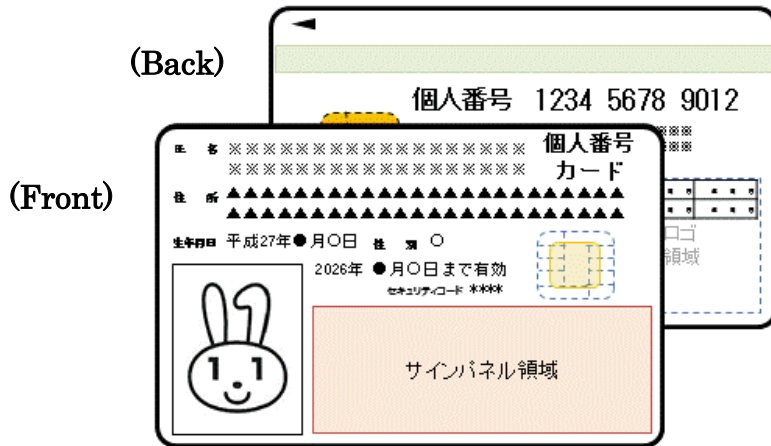 (Back)
個人番号 1234 5678 9012
(Front)
個人番号
カード
氏名 ※※※※※※※※※※※※※※※※※※
※※※※※※※※※※※※※※※※※※
住所 ▲▲▲▲▲▲▲▲▲▲▲▲▲▲▲▲▲▲▲▲▲▲
▲▲▲▲▲▲▲▲▲▲▲▲▲▲▲▲▲▲▲▲▲▲
生年月日 平成27年●月〇日 性別 〇
2026年 ●月〇日まで有効
セキュリティコード ****
サインパネル領域
ロゴ
領域